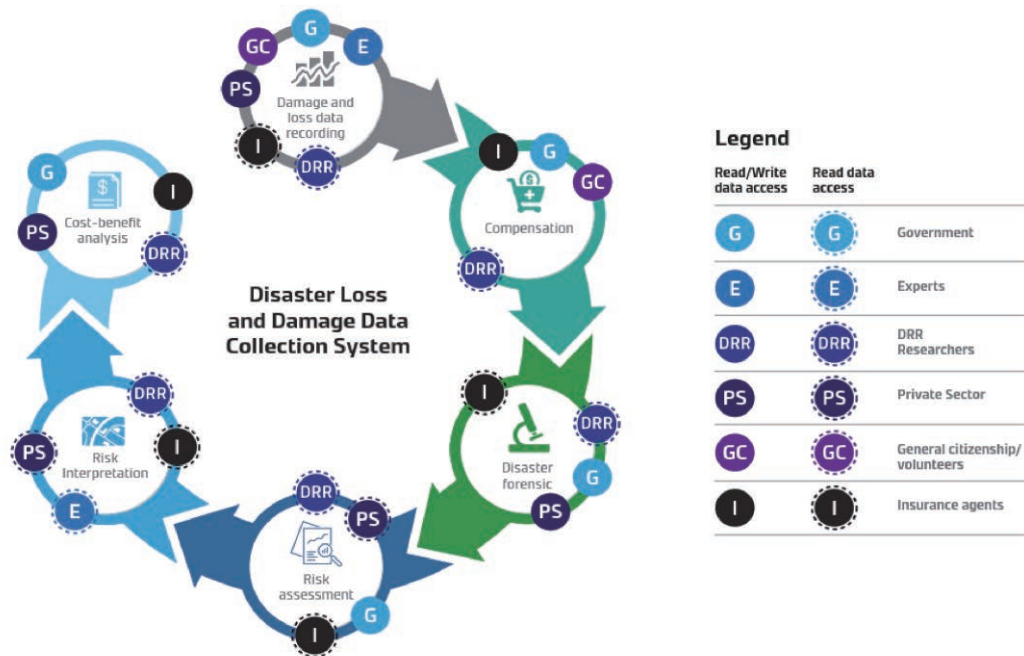 G
GC
E
PS
Damage and
loss data
recording
I
DRR
I
G
GC
Compensation
DRR
I
DRR
Disaster
forensic
G
PS
DRR
PS
Risk
assessment
G
I
DRR
PS
I
Risk
Interpretation
E
G
I
$
Cost-benefit
analysis
PS
DRR
Disaster Loss
and Damage Data
Collection System
Legend
Read/Write
data access
Read data
access
G G Government
E E Experts
DRR DRR DRR
Researchers
PS PS Private Sector
GC GC General citizenship/
volunteers
I I Insurance agents